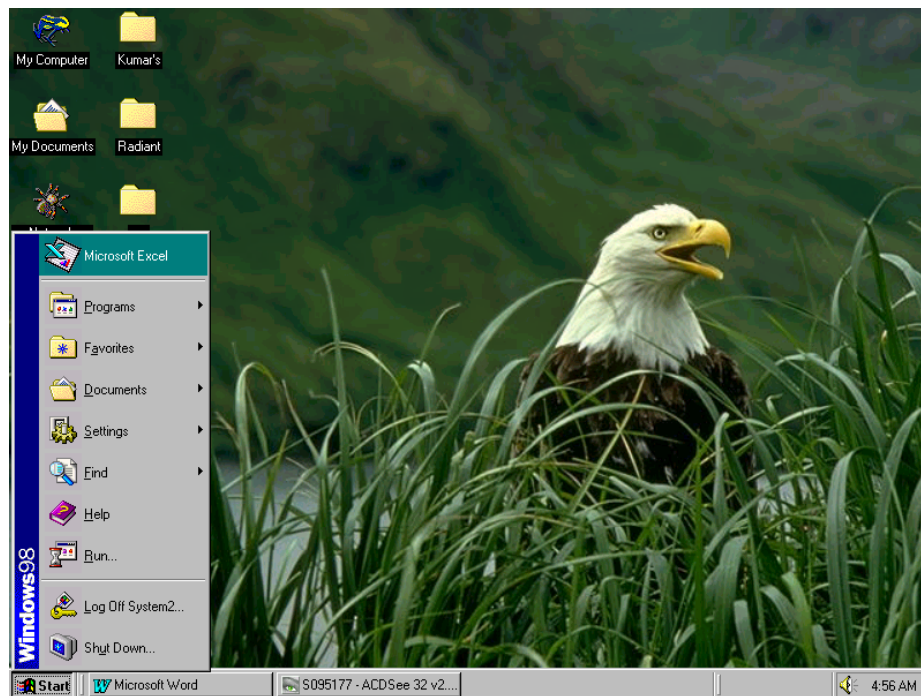 My Computer
Kumar's
My Documents
Radiant
Microsoft Excel
Programs
Favorites
Documents
Settings
Find
Help
Run...
Log Off System2...
Shut Down...
Windows98
Start
Microsoft Word
S095177 - ACDSee 32 v2....
4:56 AM